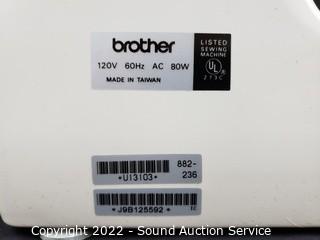 brother
120V 60Hz AC 80W
MADE IN TAIWAN
LISTED
SEWING
MACHINE
UL
273C
882-
236
*U13103*
*J9B125592*
Copyright 2022 - Sound Auction Service